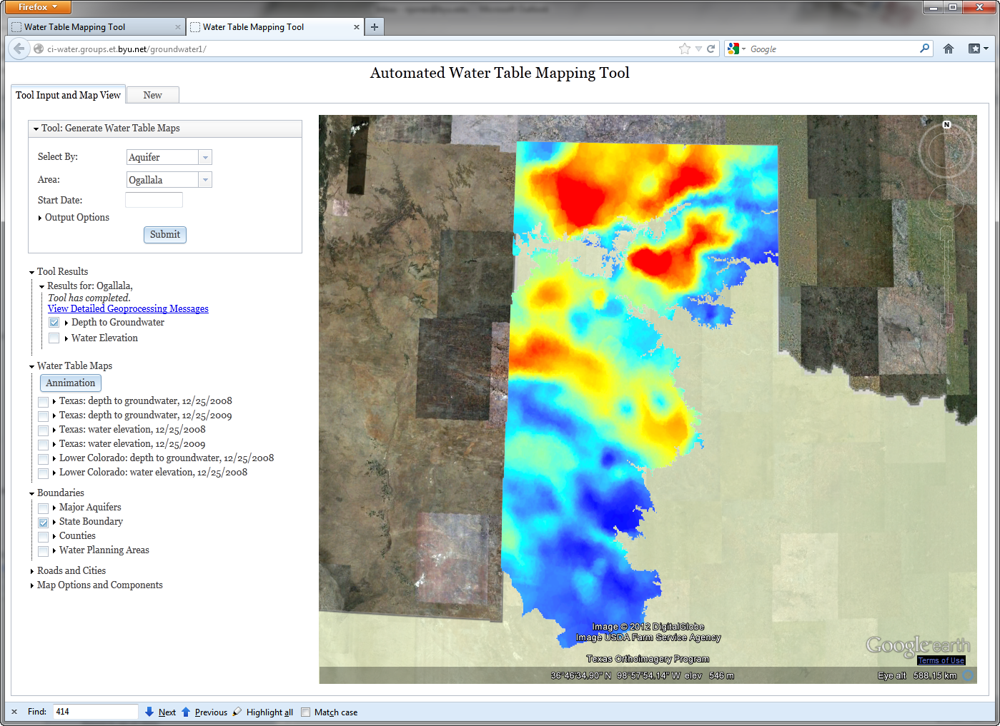 Firefox
Water Table Mapping Tool
Water Table Mapping Tool
ci-water.groups.et.byu.net/groundwater1/
Google
Automated Water Table Mapping Tool
Tool Input and Map View
New
Tool: Generate Water Table Maps
Select By:
Aquifer
Area:
Ogallala
Start Date:
Output Options
Submit
Tool Results
Results for: Ogallala,
Tool has completed.
View Detailed Geoprocessing Messages
Depth to Groundwater
Water Elevation
Water Table Maps
Annimation
Texas: depth to groundwater, 12/25/2008
Texas: depth to groundwater, 12/25/2009
Texas: water elevation, 12/25/2008
Texas: water elevation, 12/25/2009
Lower Colorado: depth to groundwater, 12/25/2008
Lower Colorado: water elevation, 12/25/2008
Boundaries
Major Aquifers
State Boundary
Counties
Water Planning Areas
Roads and Cities
Map Options and Components
N
Image © 2012 DigitalGlobe
Image USDA Farm Service Agency
Texas Orthoimagery Program
Google earth
Terms of Use
36°46'34.90" N 98°57'54.14" W elev 546 m
Eye alt 588.15 km
Find:
414
Next
Previous
Highlight all
Match case